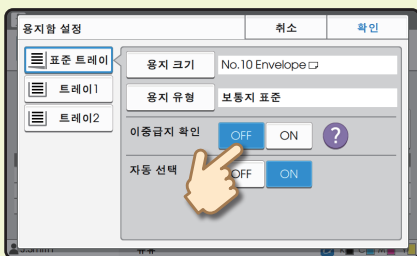 용지함 설정 취소 확인
표준 트레이
트레이1
트레이2
용지 크기 No.10 Envelope
용지 유형 보통지 표준
이중급지 확인 OFF ON ?
자동 선택 OFF ON